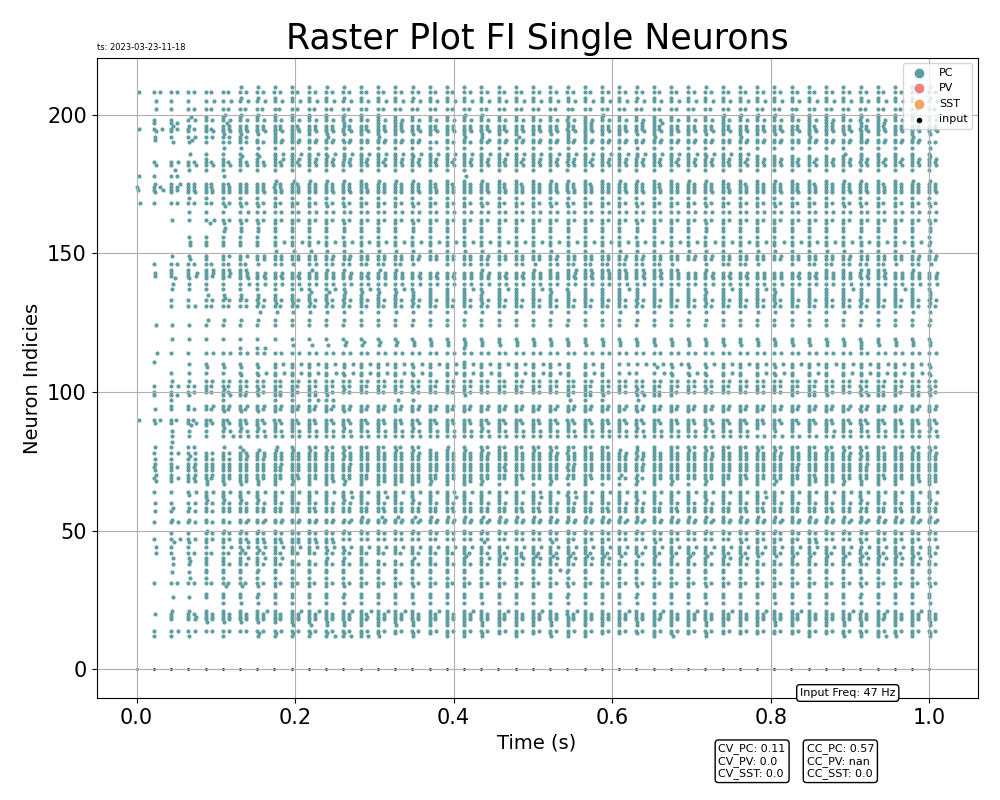 Raster Plot FI Single Neurons
ts: 2023-03-23-11-18
PC
PV
SST
input
200
150
100
50
0
Neuron Indicies
0.0 0.2 0.4 0.6 0.8 1.0
Time (s)
Input Freq: 47 Hz
CV_PC: 0.11
CV_PV: 0.0
CV_SST: 0.0
CC_PC: 0.57
CC_PV: nan
CC_SST: 0.0